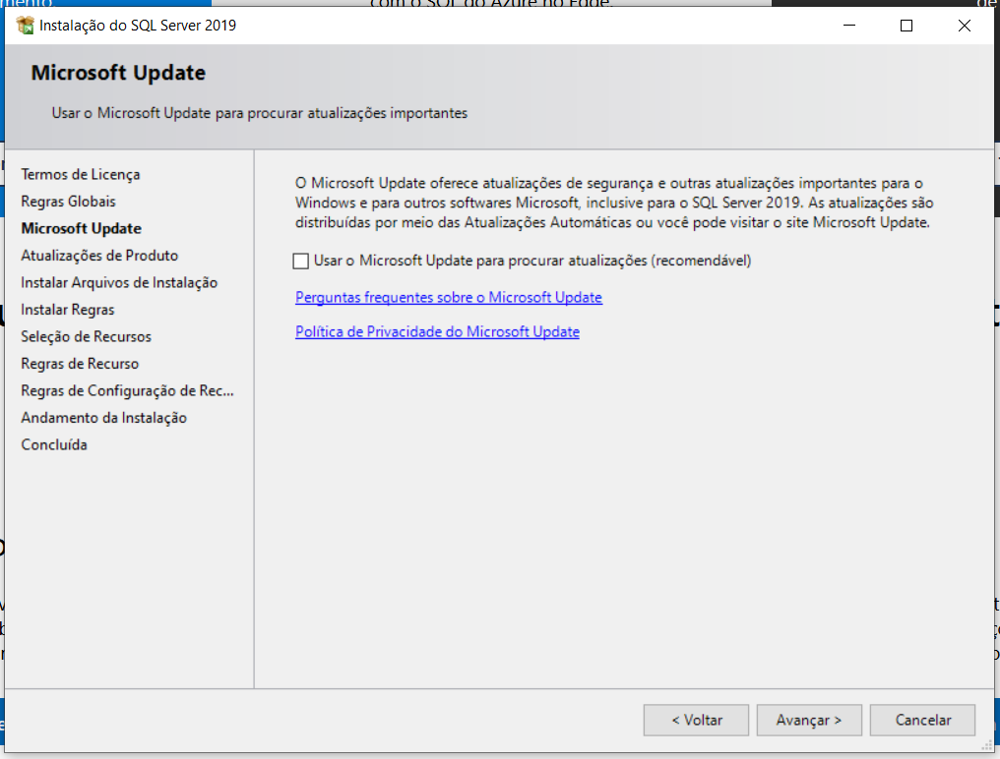 com o SQL do Azure no Edge.
Instalação do SQL Server 2019
Microsoft Update
Usar o Microsoft Update para procurar atualizações importantes
Termos de Licença
Regras Globais
Microsoft Update
Atualizações de Produto
Instalar Arquivos de Instalação
Instalar Regras
Seleção de Recursos
Regras de Recurso
Regras de Configuração de Rec...
Andamento da Instalação
Concluída
O Microsoft Update oferece atualizações de segurança e outras atualizações importantes para o
Windows e para outros softwares Microsoft, inclusive para o SQL Server 2019. As atualizações são
distribuídas por meio das Atualizações Automáticas ou você pode visitar o site Microsoft Update.
Usar o Microsoft Update para procurar atualizações (recomendável)
Perguntas frequentes sobre o Microsoft Update
Política de Privacidade do Microsoft Update
< Voltar
Avançar >
Cancelar